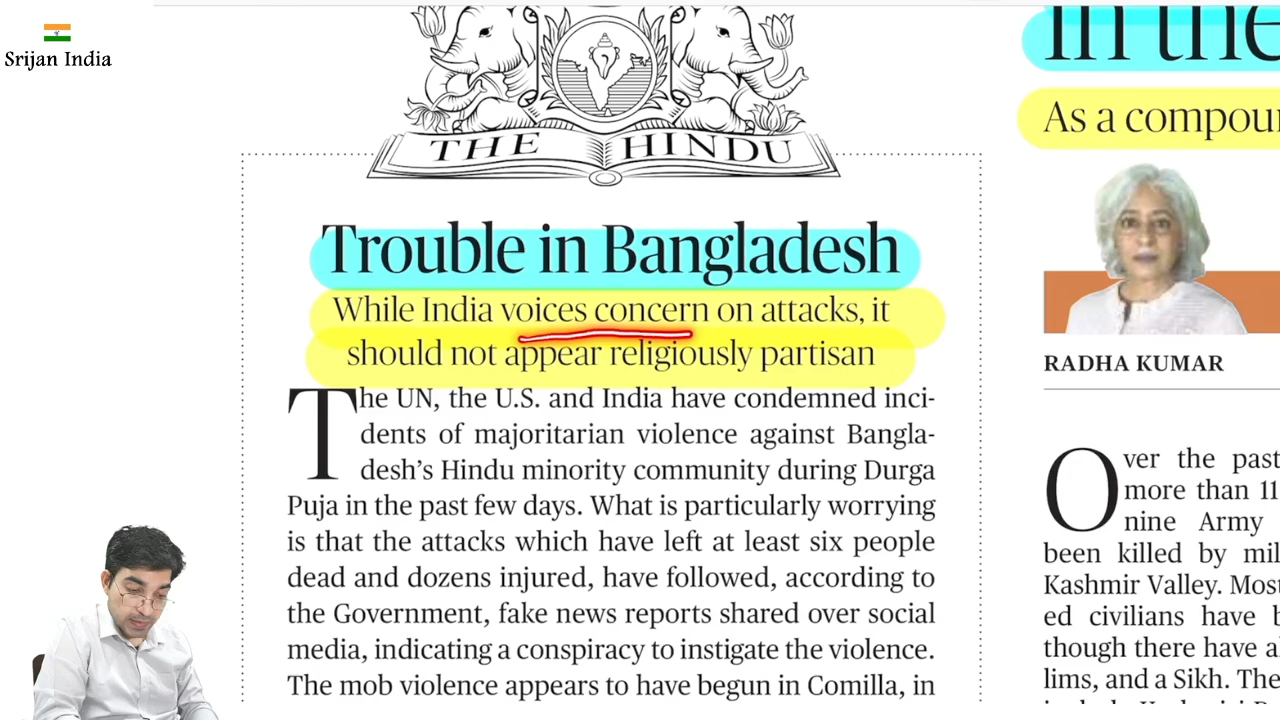 Srijan India
THE HINDU
Trouble in Bangladesh
While India voices concern on attacks, it
should not appear religiously partisan
The UN, the U.S. and India have condemned inci-
dents of majoritarian violence against Bangla-
desh's Hindu minority community during Durga
Puja in the past few days. What is particularly worrying
is that the attacks which have left at least six people
dead and dozens injured, have followed, according to
the Government, fake news reports shared over social
media, indicating a conspiracy to instigate the violence.
The mob violence appears to have begun in Comilla, in
In the
As a compou
RADHA KUMAR
Over the past
more than 11
nine Army
been killed by mil
Kashmir Valley. Most
ed civilians have b
though there have al
lims, and a Sikh. The